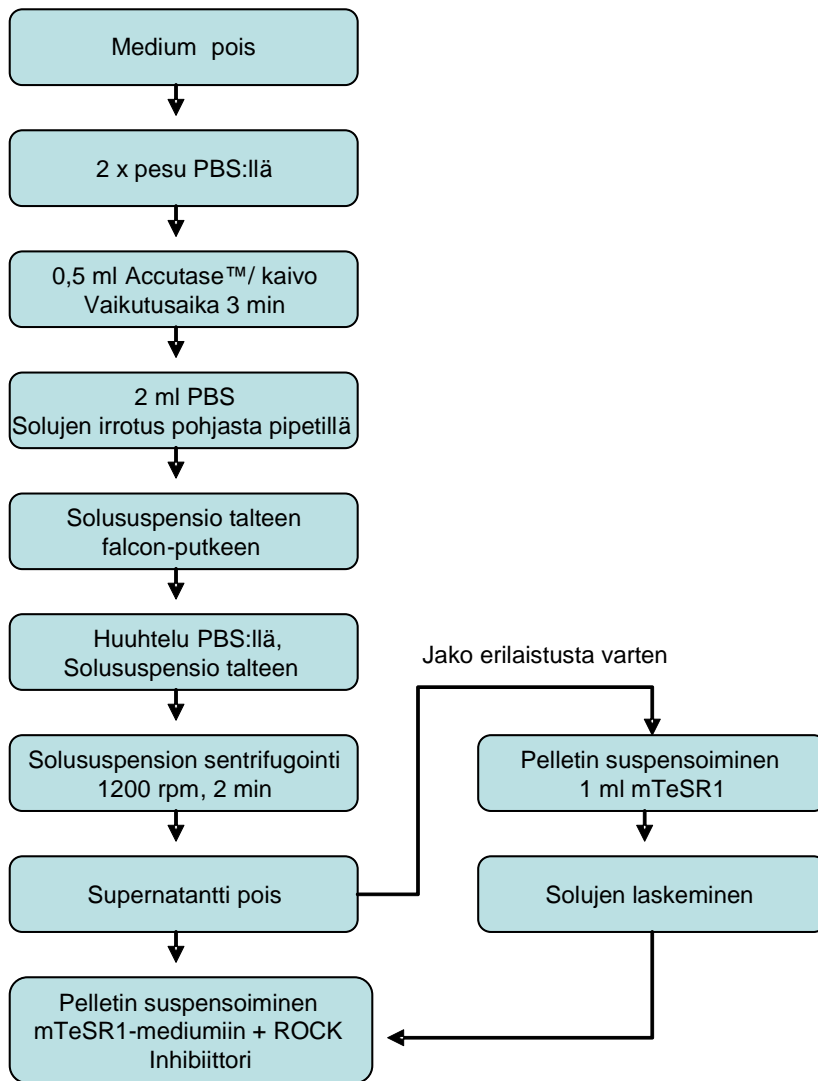 Medium pois
2 x pesu PBS:llä
0,5 ml Accutase™/ kaivo
Vaikutusaika 3 min
2 ml PBS
Solujen irrotus pohjasta pipetillä
Solususpensio talteen
falcon-putkeen
Huuhtelu PBS:llä,
Solususpensio talteen
Jako erilaistusta varten
Solususpension sentrifugointi
1200 rpm, 2 min
Pelletin suspensoiminen
1 ml mTeSR1
Supernatantti pois
Solujen laskeminen
Pelletin suspensoiminen
mTeSR1-mediumiin + ROCK
Inhibiittori